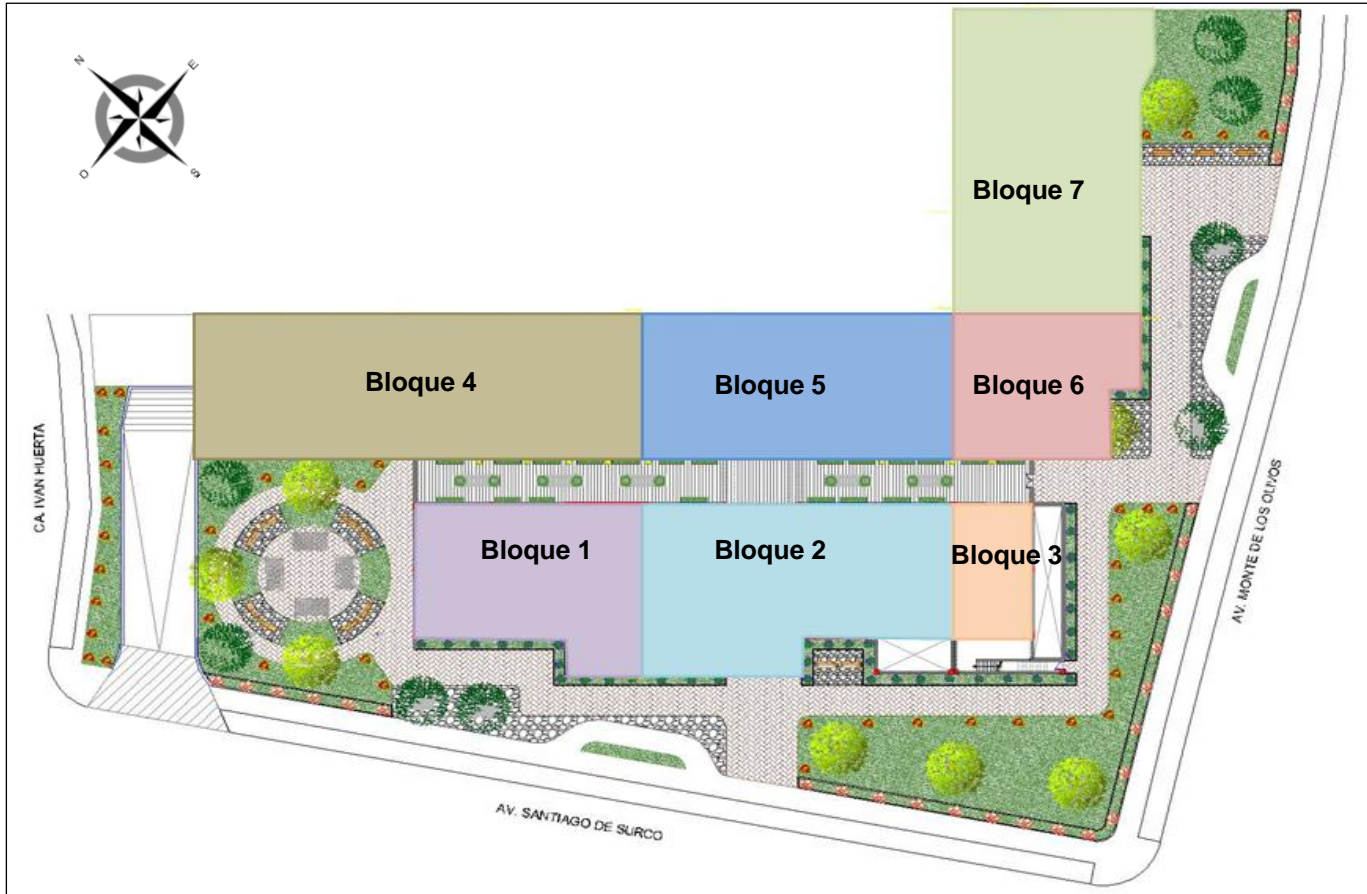 N
E
O
S
Bloque 7
Bloque 4
Bloque 5
Bloque 6
Bloque 1
Bloque 2
Bloque 3
CA. IVAN HUERTA
AV. MONTE DE LOS OLIVOS
AV. SANTIAGO DE SURCO